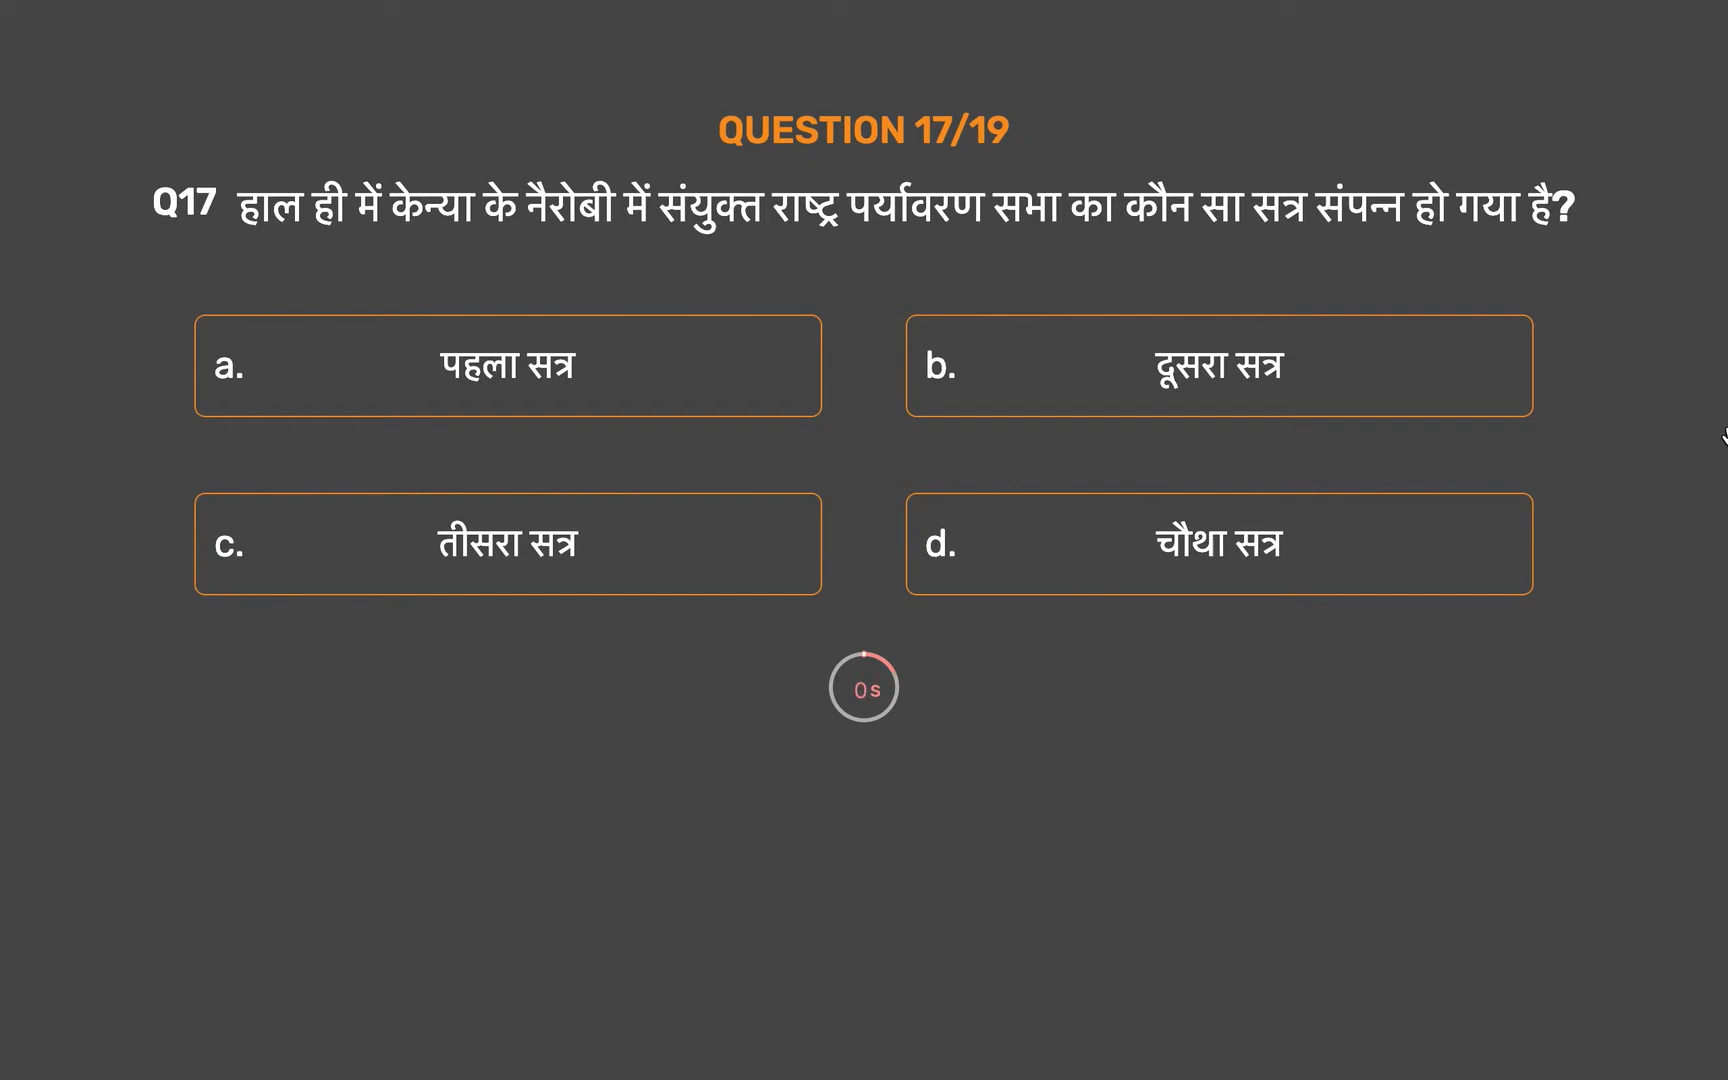 QUESTION 17/19
Q17 हाल ही में केन्या के नैरोबी में संयुक्त राष्ट्र पर्यावरण सभा का कौन सा सत्र संपन्न हो गया है?
a. पहला सत्र
b. दूसरा सत्र
c. तीसरा सत्र
d. चौथा सत्र
0s